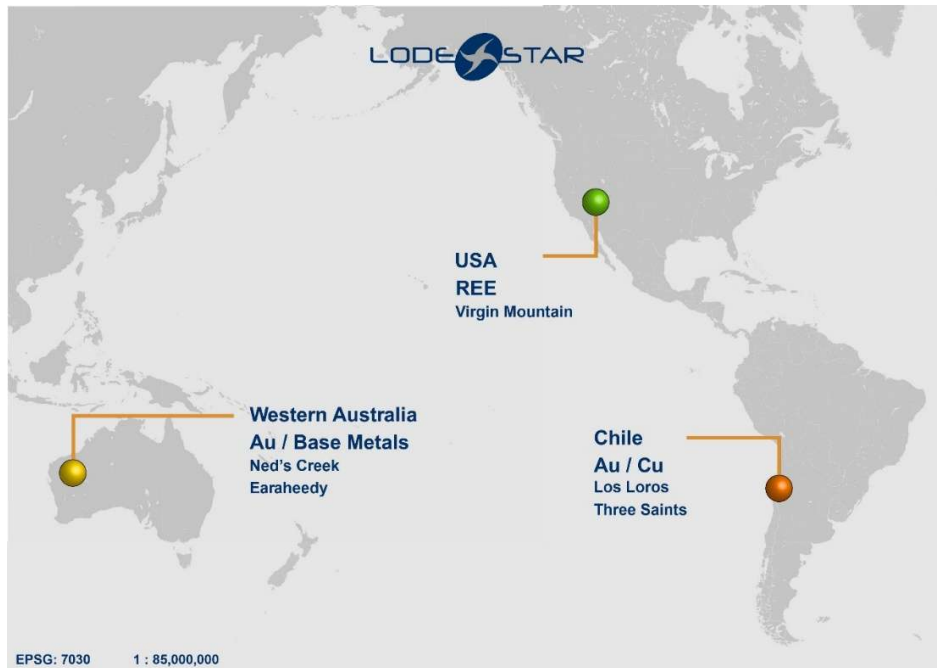 LODESTAR
USA
REE
Virgin Mountain
Western Australia
Au / Base Metals
Ned's Creek
Earaheedy
Chile
Au / Cu
Los Loros
Three Saints
EPSG: 7030 1 : 85,000,000